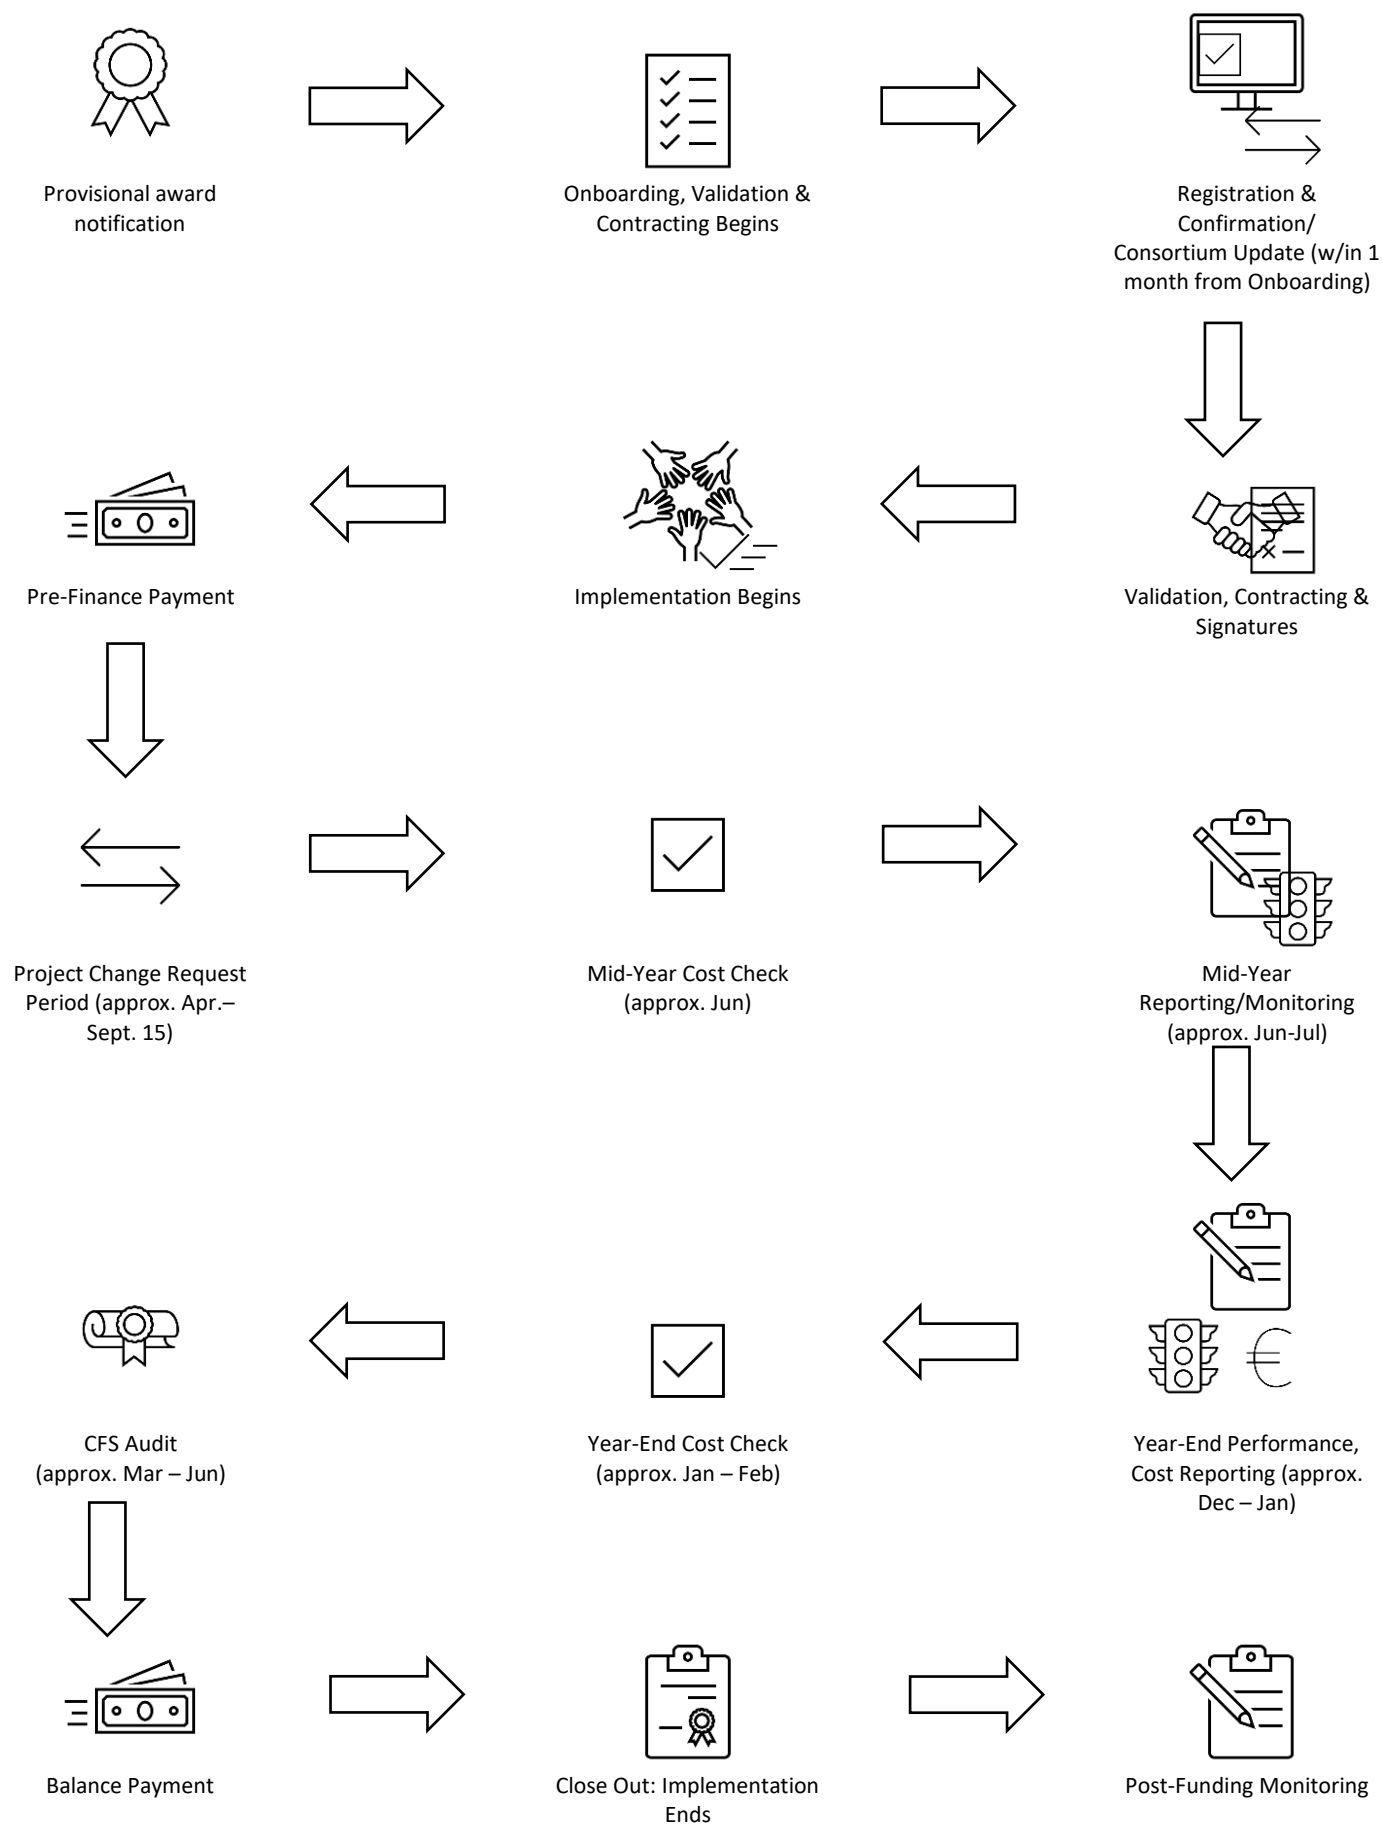 Provisional award
notification
Onboarding, Validation &
Contracting Begins
Registration &
Confirmation/
Consortium Update (w/in 1
month from Onboarding)
Pre-Finance Payment
Implementation Begins
Validation, Contracting &
Signatures
Project Change Request
Period (approx. Apr.–
Sept. 15)
Mid-Year Cost Check
(approx. Jun)
Mid-Year
Reporting/Monitoring
(approx. Jun-Jul)
CFS Audit
(approx. Mar – Jun)
Year-End Cost Check
(approx. Jan – Feb)
Year-End Performance,
Cost Reporting (approx.
Dec – Jan)
Balance Payment
Close Out: Implementation
Ends
Post-Funding Monitoring